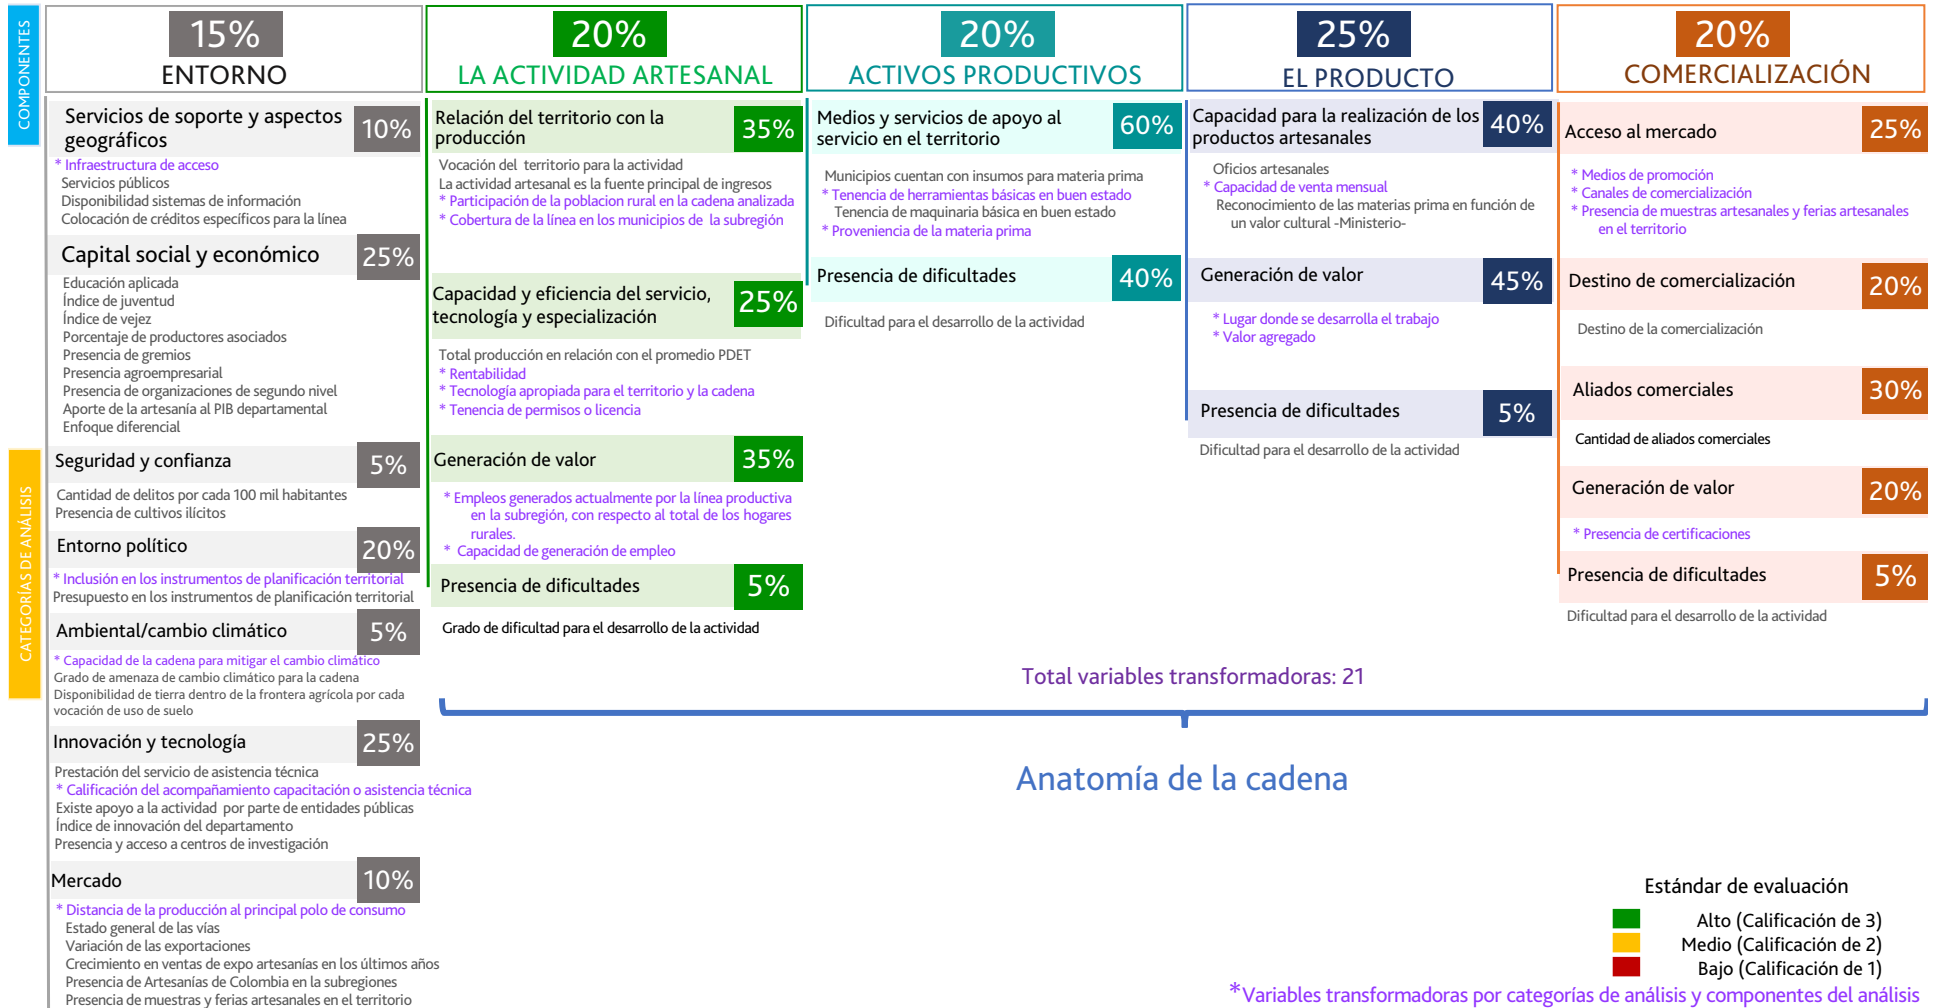 COMPONENTES
CATEGORÍAS DE ANÁLISIS
15%
ENTORNO
Servicios de soporte y aspectos
geográficos
10%
* Infraestructura de acceso
Servicios públicos
Disponibilidad sistemas de información
Colocación de créditos específicos para la línea
Capital social y económico
25%
Educación aplicada
Índice de juventud
Índice de vejez
Porcentaje de productores asociados
Presencia de gremios
Presencia agroempresarial
Presencia de organizaciones de segundo nivel
Aporte de la artesanía al PIB departamental
Enfoque diferencial
Seguridad y confianza
5%
Cantidad de delitos por cada 100 mil habitantes
Presencia de cultivos ilícitos
Entorno político
20%
* Inclusión en los instrumentos de planificación territorial
Presupuesto en los instrumentos de planificación territorial
Ambiental/cambio climático
5%
* Capacidad de la cadena para mitigar el cambio climático
Grado de amenaza de cambio climático para la cadena
Disponibilidad de tierra dentro de la frontera agrícola por cada
vocación de uso de suelo
Innovación y tecnología
25%
Prestación del servicio de asistencia técnica
* Calificación del acompañamiento capacitación o asistencia técnica
Existe apoyo a la actividad por parte de entidades públicas
Índice de innovación del departamento
Presencia y acceso a centros de investigación
Mercado
10%
* Distancia de la producción al principal polo de consumo
Estado general de las vías
Variación de las exportaciones
Crecimiento en ventas de expo artesanías en los últimos años
Presencia de Artesanías de Colombia en la subregiones
Presencia de muestras y ferias artesanales en el territorio
20%
LA ACTIVIDAD ARTESANAL
Relación del territorio con la
producción
35%
Vocación del territorio para la actividad
La actividad artesanal es la fuente principal de ingresos
* Participación de la poblacion rural en la cadena analizada
* Cobertura de la línea en los municipios de la subregión
Capacidad y eficiencia del servicio,
tecnología y especialización
25%
Total producción en relación con el promedio PDET
* Rentabilidad
* Tecnología apropiada para el territorio y la cadena
* Tenencia de permisos o licencia
Generación de valor
35%
* Empleos generados actualmente por la línea productiva
en la subregión, con respecto al total de los hogares
rurales.
* Capacidad de generación de empleo
Presencia de dificultades
5%
Grado de dificultad para el desarrollo de la actividad
20%
ACTIVOS PRODUCTIVOS
Medios y servicios de apoyo al
servicio en el territorio
60%
Municipios cuentan con insumos para materia prima
* Tenencia de herramientas básicas en buen estado
Tenencia de maquinaria básica en buen estado
* Proveniencia de la materia prima
Presencia de dificultades
40%
Dificultad para el desarrollo de la actividad
25%
EL PRODUCTO
Capacidad para la realización de los
productos artesanales
40%
Oficios artesanales
* Capacidad de venta mensual
Reconocimiento de las materias prima en función de
un valor cultural -Ministerio-
Generación de valor
45%
* Lugar donde se desarrolla el trabajo
* Valor agregado
Presencia de dificultades
5%
Dificultad para el desarrollo de la actividad
20%
COMERCIALIZACIÓN
Acceso al mercado
25%
* Medios de promoción
* Canales de comercialización
* Presencia de muestras artesanales y ferias artesanales
en el territorio
Destino de comercialización
20%
Destino de la comercialización
Aliados comerciales
30%
Cantidad de aliados comerciales
Generación de valor
20%
* Presencia de certificaciones
Presencia de dificultades
5%
Dificultad para el desarrollo de la actividad
Total variables transformadoras: 21
Anatomía de la cadena
Estándar de evaluación
Alto (Calificación de 3)
Medio (Calificación de 2)
Bajo (Calificación de 1)
*Variables transformadoras por categorías de análisis y componentes del análisis